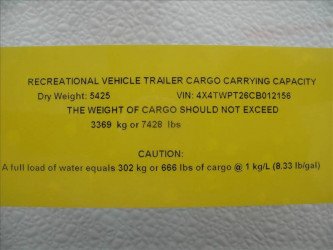 RECREATIONAL VEHICLE TRAILER CARGO CARRYING CAPACITY
Dry Weight: 5425 VIN: 4X4TWPT26CB012156
THE WEIGHT OF CARGO SHOULD NOT EXCEED
3369 kg or 7428 lbs
CAUTION:
A full load of water equals 302 kg or 666 lbs of cargo @ 1 kg/L (8.33 lb/gal)